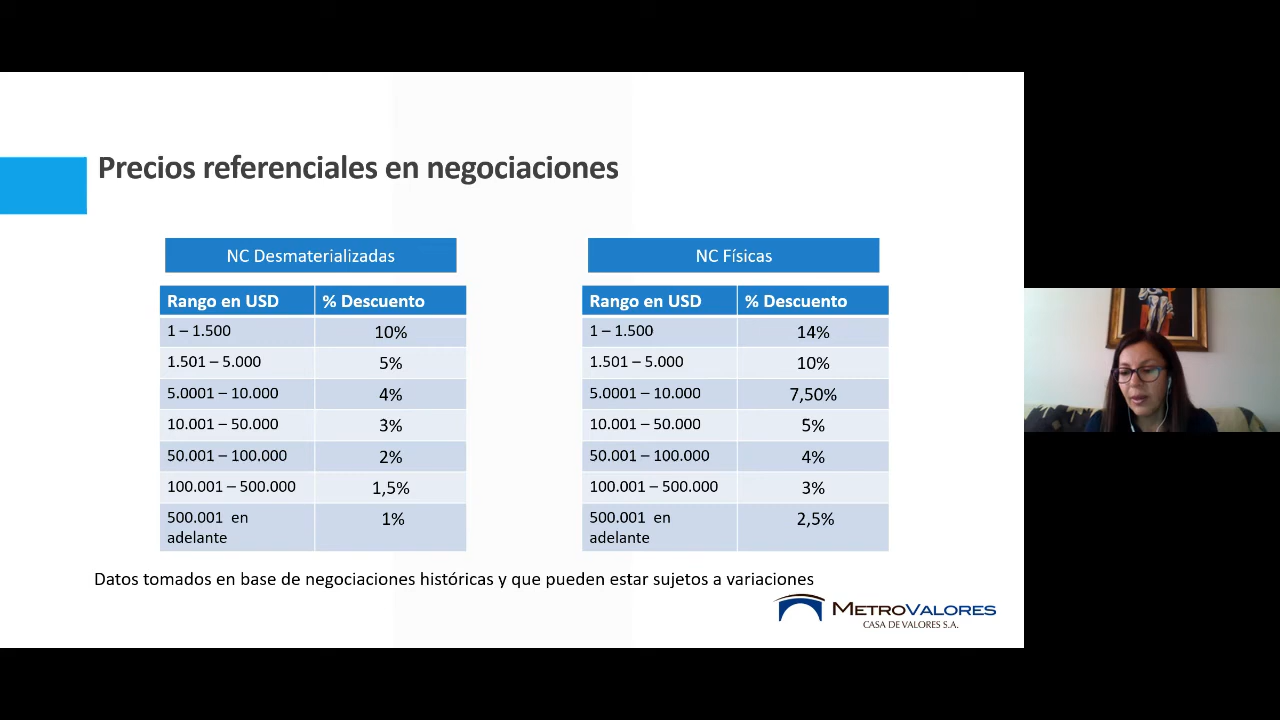 Precios referenciales en negociaciones
NC Desmaterializadas
Rango en USD % Descuento
1 – 1.500 10%
1.501 – 5.000 5%
5.0001 – 10.000 4%
10.001 – 50.000 3%
50.001 – 100.000 2%
100.001 – 500.000 1,5%
500.001 en 1%
adelante
NC Físicas
Rango en USD % Descuento
1 – 1.500 14%
1.501 – 5.000 10%
5.0001 – 10.000 7,50%
10.001 – 50.000 5%
50.001 – 100.000 4%
100.001 – 500.000 3%
500.001 en 2,5%
adelante
Datos tomados en base de negociaciones históricas y que pueden estar sujetos a variaciones
METROVALORES
CASA DE VALORES S.A.